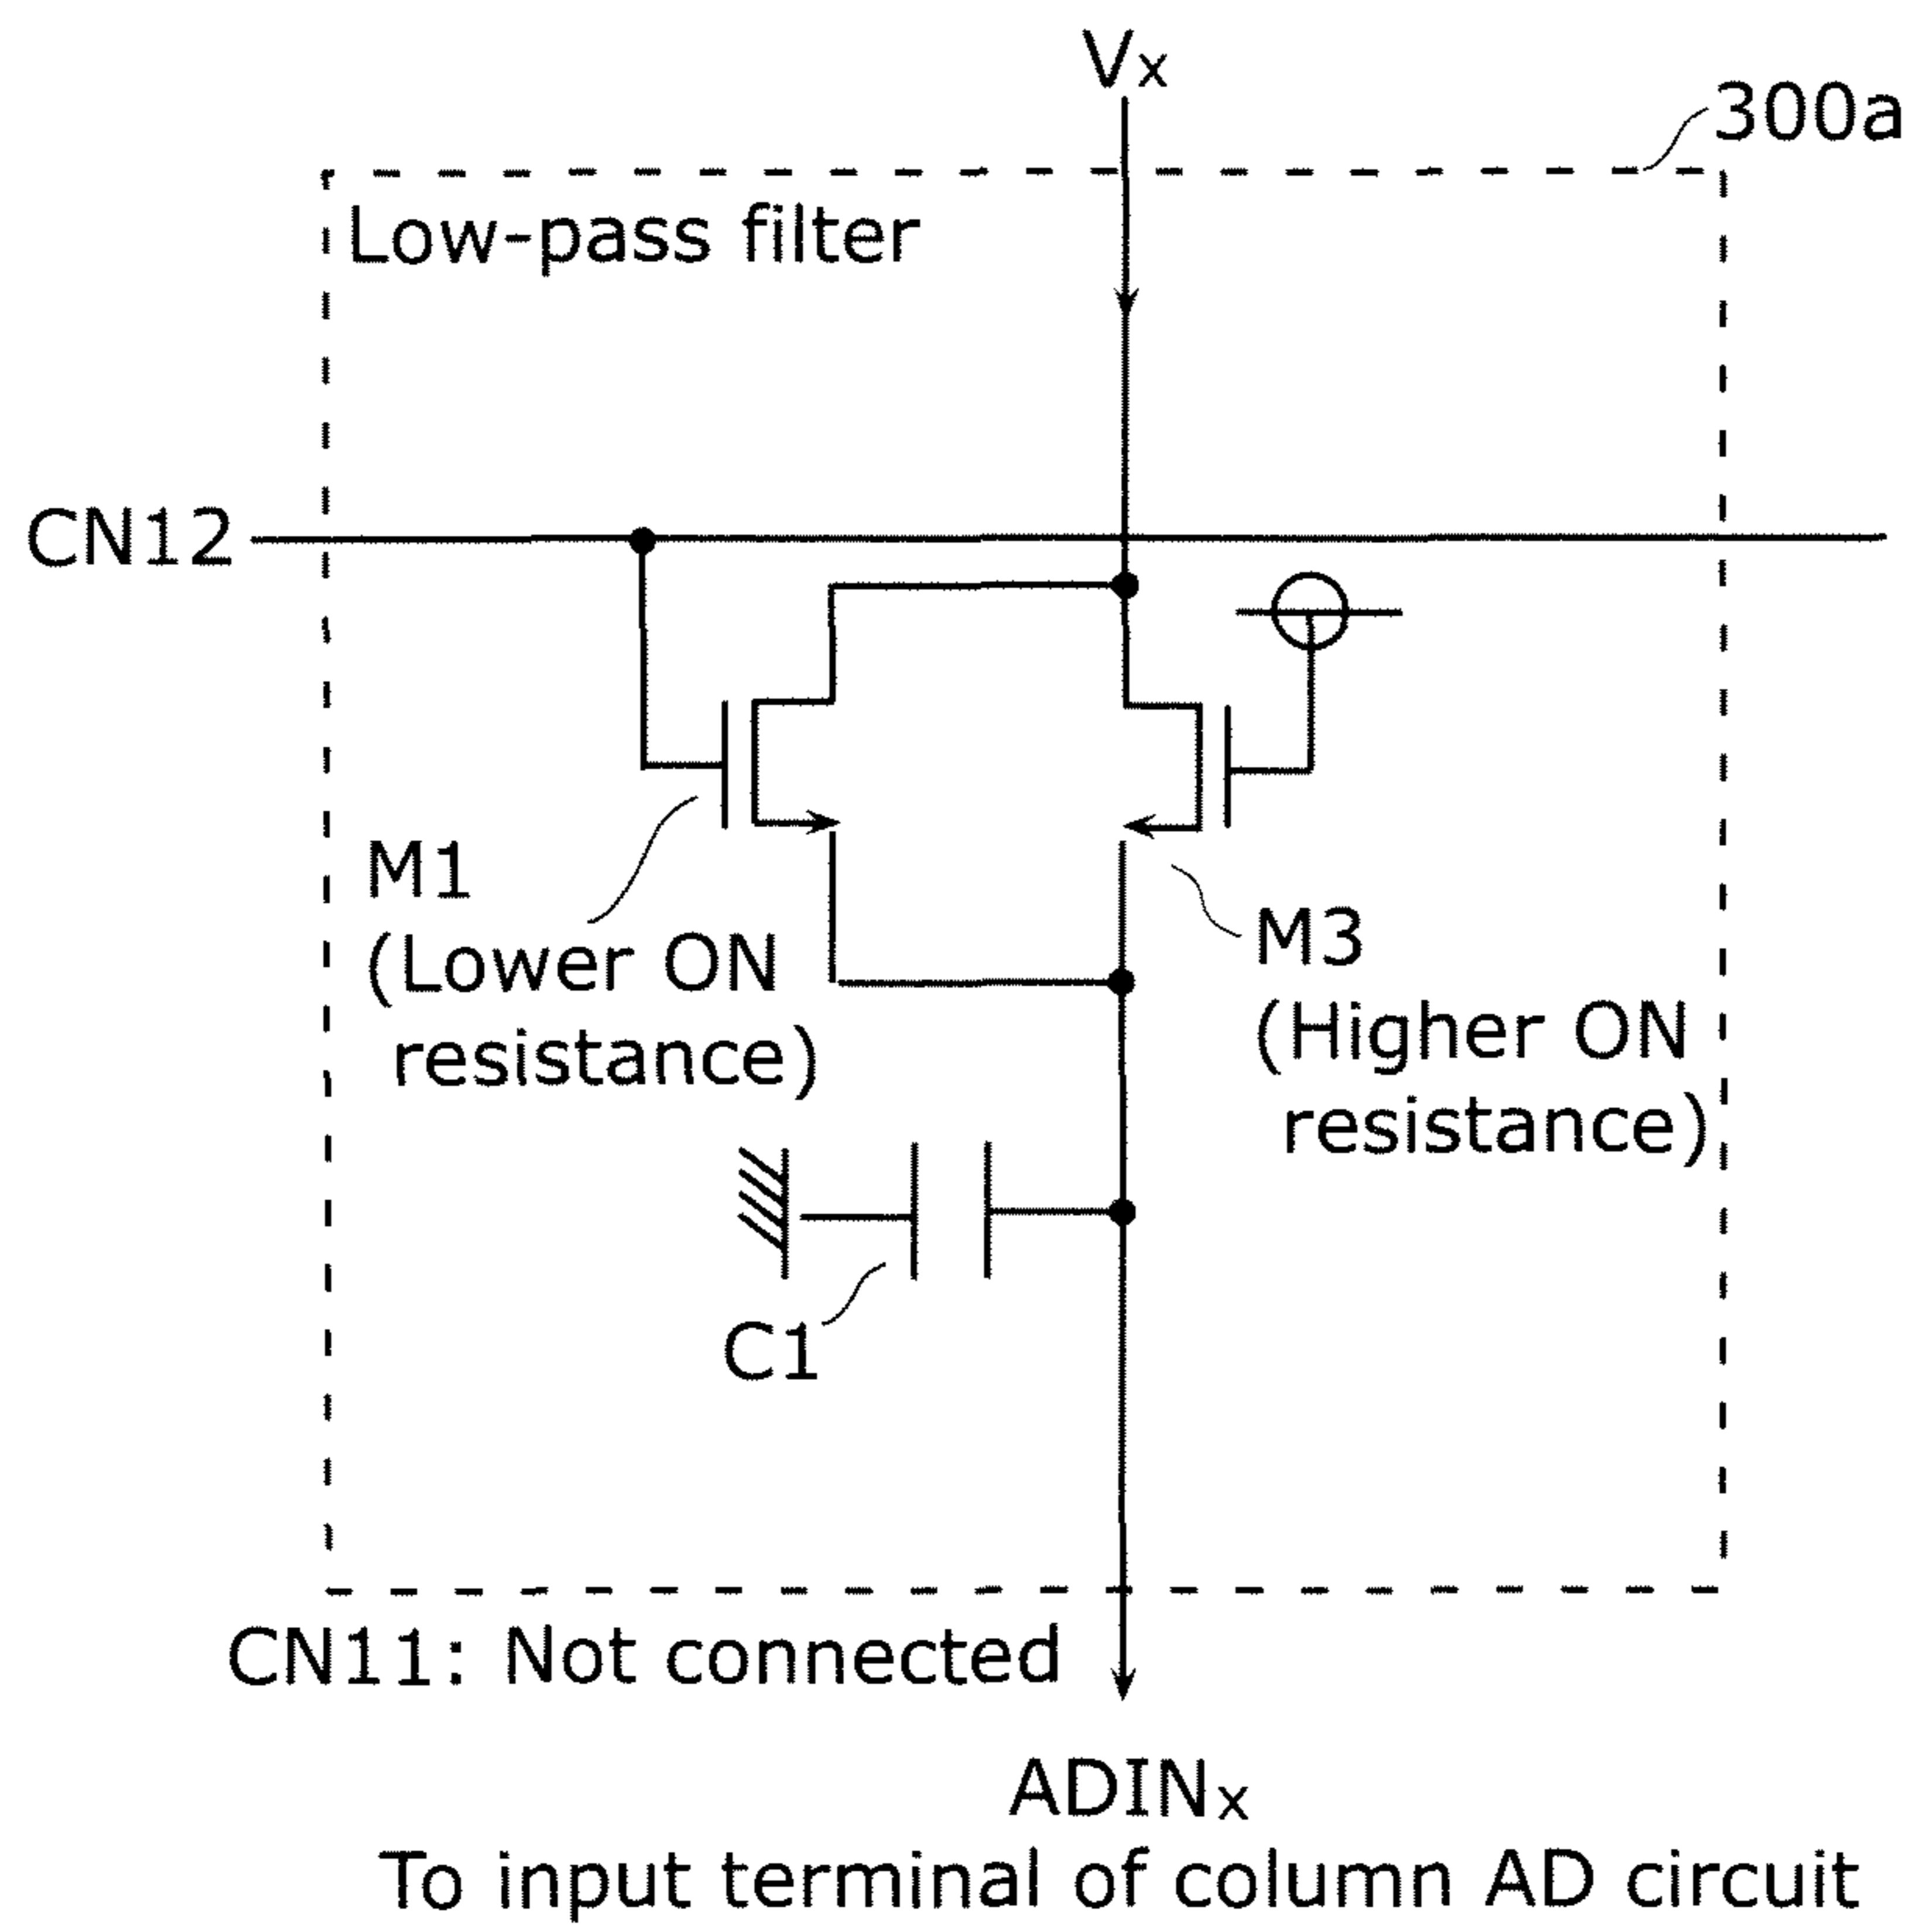 Vx
300a
Low-pass filter
CN12
M1
(Lower ON
resistance)
M3
(Higher ON
resistance)
C1
CN11: Not connected
ADINx
To input terminal of column AD circuit